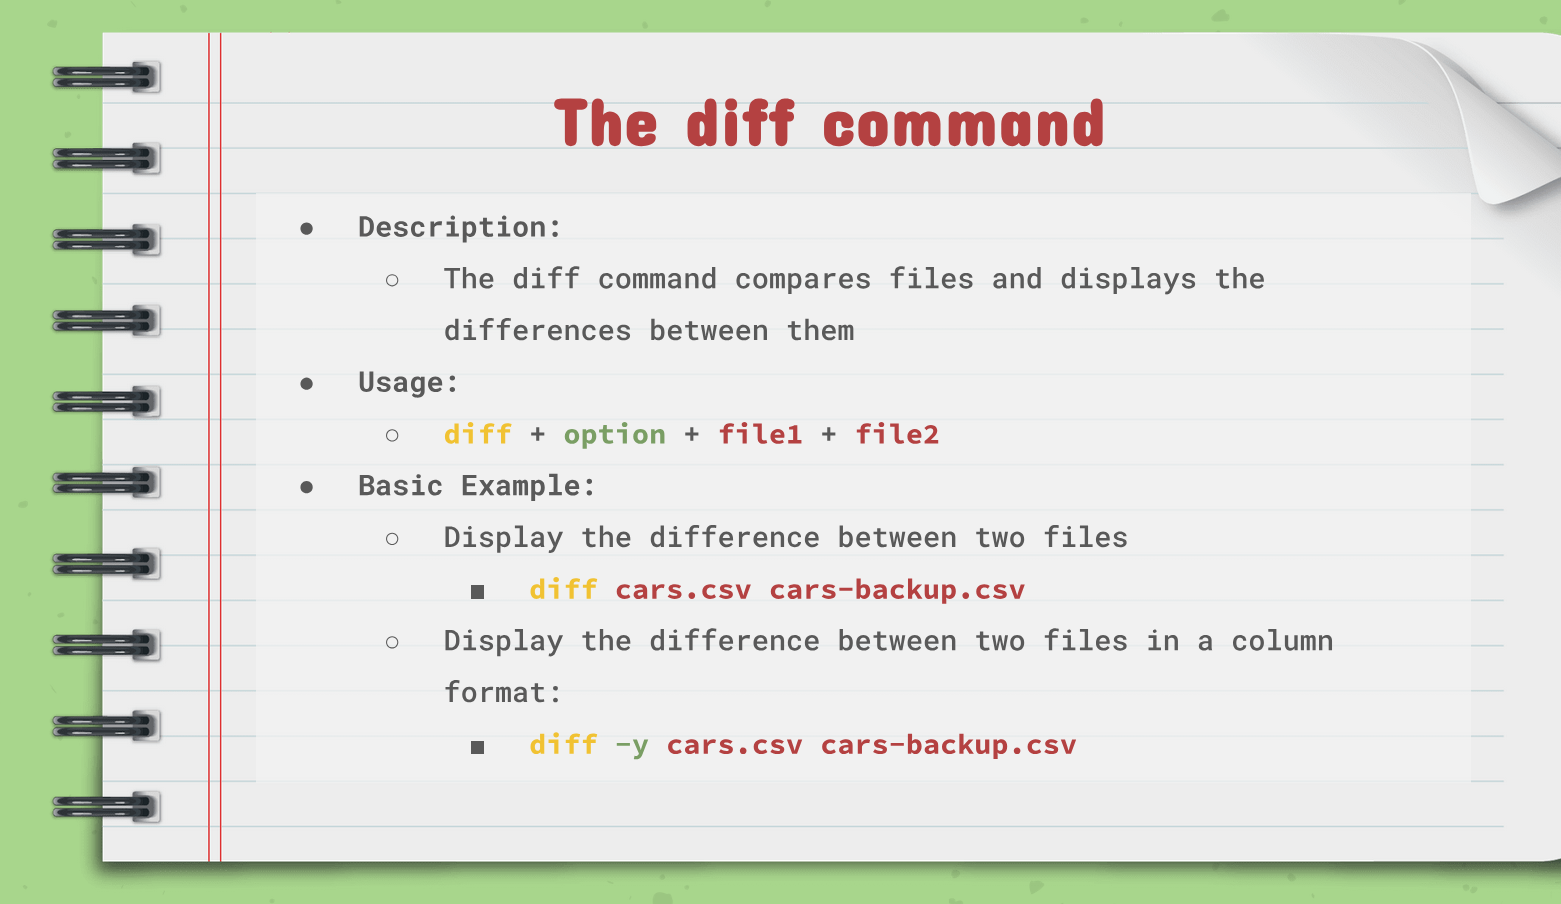 The diff command
● Description:
○ The diff command compares files and displays the
differences between them
● Usage:
○ diff + option + file1 + file2
● Basic Example:
○ Display the difference between two files
■ diff cars.csv cars-backup.csv
○ Display the difference between two files in a column
format:
■ diff -y cars.csv cars-backup.csv